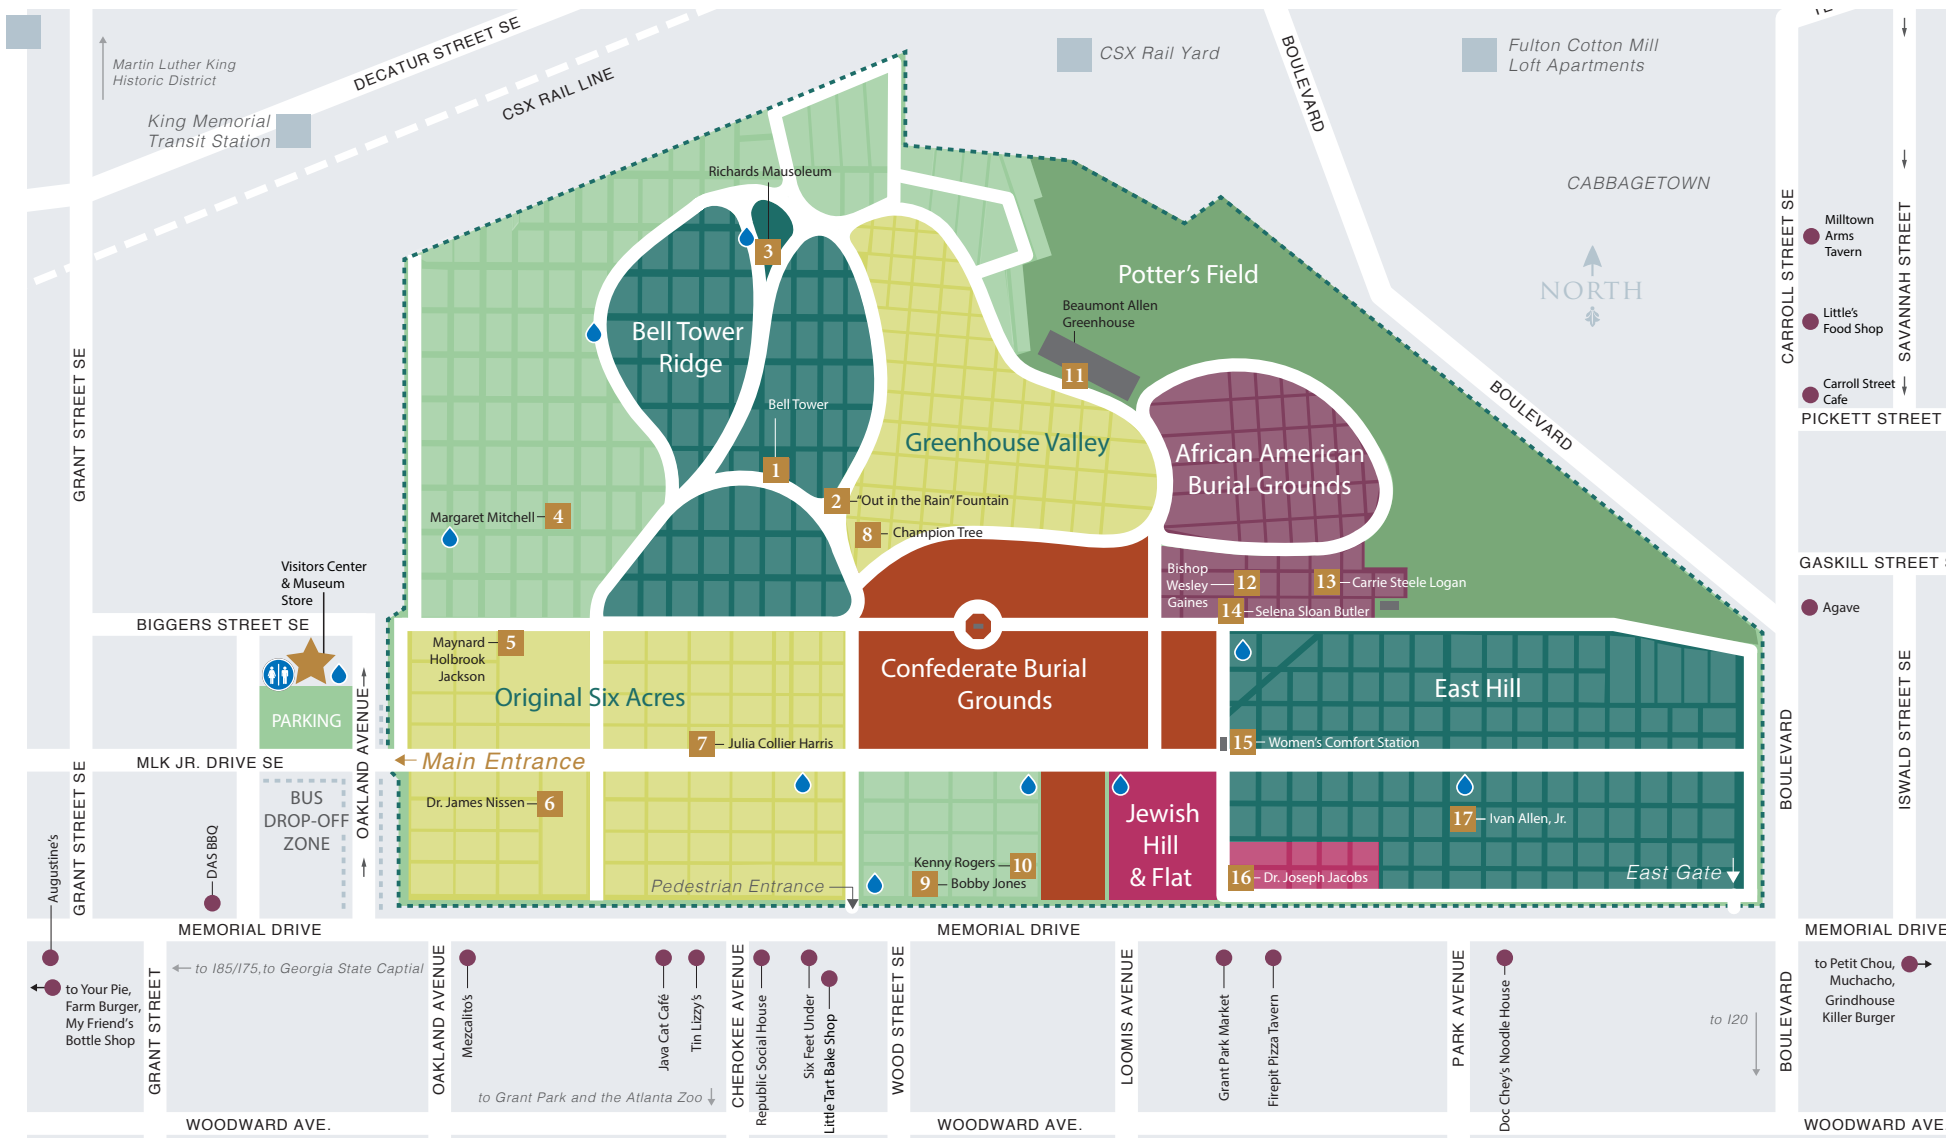 Martin Luther King
Historic District
DECATUR STREET SE
CSX RAIL LINE
King Memorial
Transit Station
CSX Rail Yard
BOULEVARD
Fulton Cotton Mill
Loft Apartments
CABBAGETOWN
NORTH
CARROLL STREET SE
SAVANNAH STREET
Milltown
Arms
Tavern
Little's
Food Shop
Carroll Street
Cafe
PICKETT STREET
GASKILL STREET
Agave
ISWALD STREET SE
GRANT STREET SE
Richards Mausoleum
3
Bell Tower
Ridge
Bell Tower
1
Potter's Field
Beaumont Allen
Greenhouse
11
BOULEVARD
Greenhouse Valley
African American
Burial Grounds
2
"Out in the Rain" Fountain
8
Champion Tree
Margaret Mitchell
4
Bishop
Wesley
Gaines
12
13
Carrie Steele Logan
14
Selena Sloan Butler
Visitors Center
& Museum
Store
BIGGERS STREET SE
PARKING
OAKLAND AVENUE
Maynard
Holbrook
Jackson
5
Original Six Acres
7
Julia Collier Harris
Confederate Burial
Grounds
East Hill
15
Women's Comfort Station
BOULEVARD
MLK JR. DRIVE SE
Main Entrance
BUS
DROP-OFF
ZONE
Dr. James Nissen
6
Kenny Rogers
10
9
Bobby Jones
Jewish
Hill
& Flat
17
Ivan Allen, Jr.
16
Dr. Joseph Jacobs
East Gate
Pedestrian Entrance
GRANT STREET SE
Augustine's
DAS BBQ
MEMORIAL DRIVE
MEMORIAL DRIVE
MEMORIAL DRIVE
to Your Pie,
Farm Burger,
My Friend's
Bottle Shop
GRANT STREET
to I85/I75,to Georgia State Captial
OAKLAND AVENUE
Mezcalito's
Java Cat Café
Tin Lizzy's
CHEROKEE AVENUE
Republic Social House
Six Feet Under
Little Tart Bake Shop
WOOD STREET SE
LOOMIS AVENUE
Grant Park Market
Firepit Pizza Tavern
PARK AVENUE
Doc Chey's Noodle House
to I20
BOULEVARD
to Petit Chou,
Muchacho,
Grindhouse
Killer Burger
to Grant Park and the Atlanta Zoo
WOODWARD AVE.
WOODWARD AVE.
WOODWARD AVE